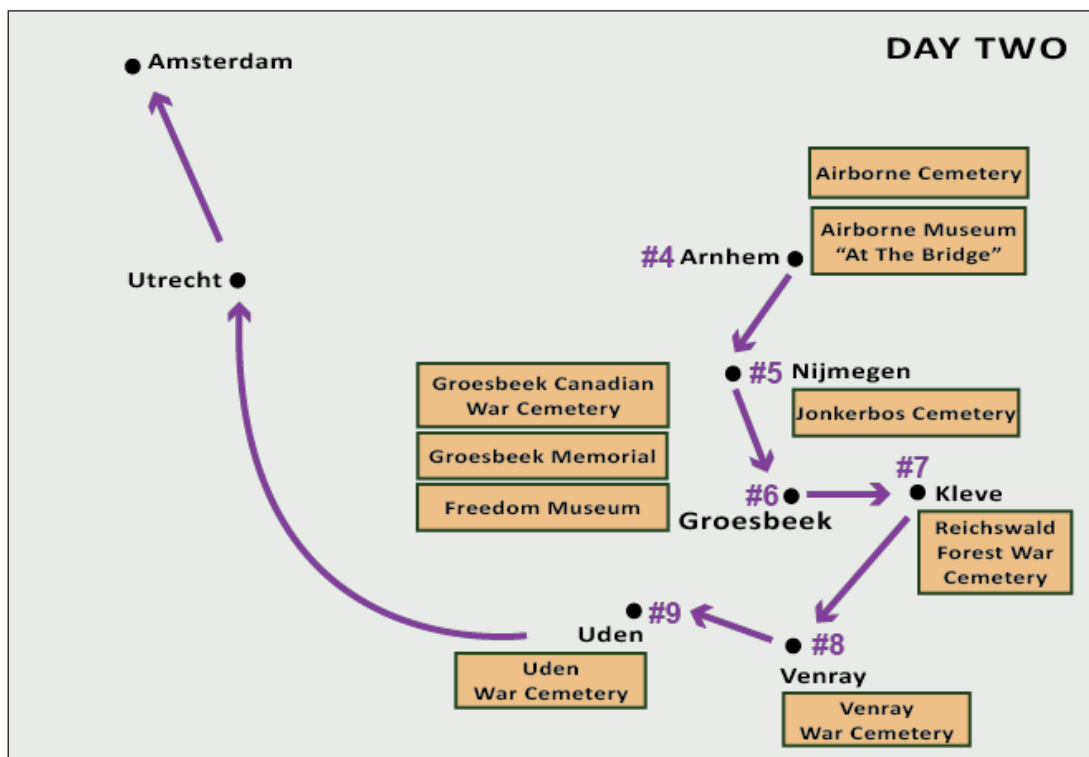 DAY TWO
Amsterdam
Airborne Cemetery
Airborne Museum
“At The Bridge”
#4 Arnhem
Utrecht
#5 Nijmegen
Jonkerbos Cemetery
Groesbeek Canadian
War Cemetery
Groesbeek Memorial
Freedom Museum
#6
Groesbeek
#7
Kleve
Reichswald
Forest War
Cemetery
#9
Uden
Uden
War Cemetery
#8
Venray
Venray
War Cemetery